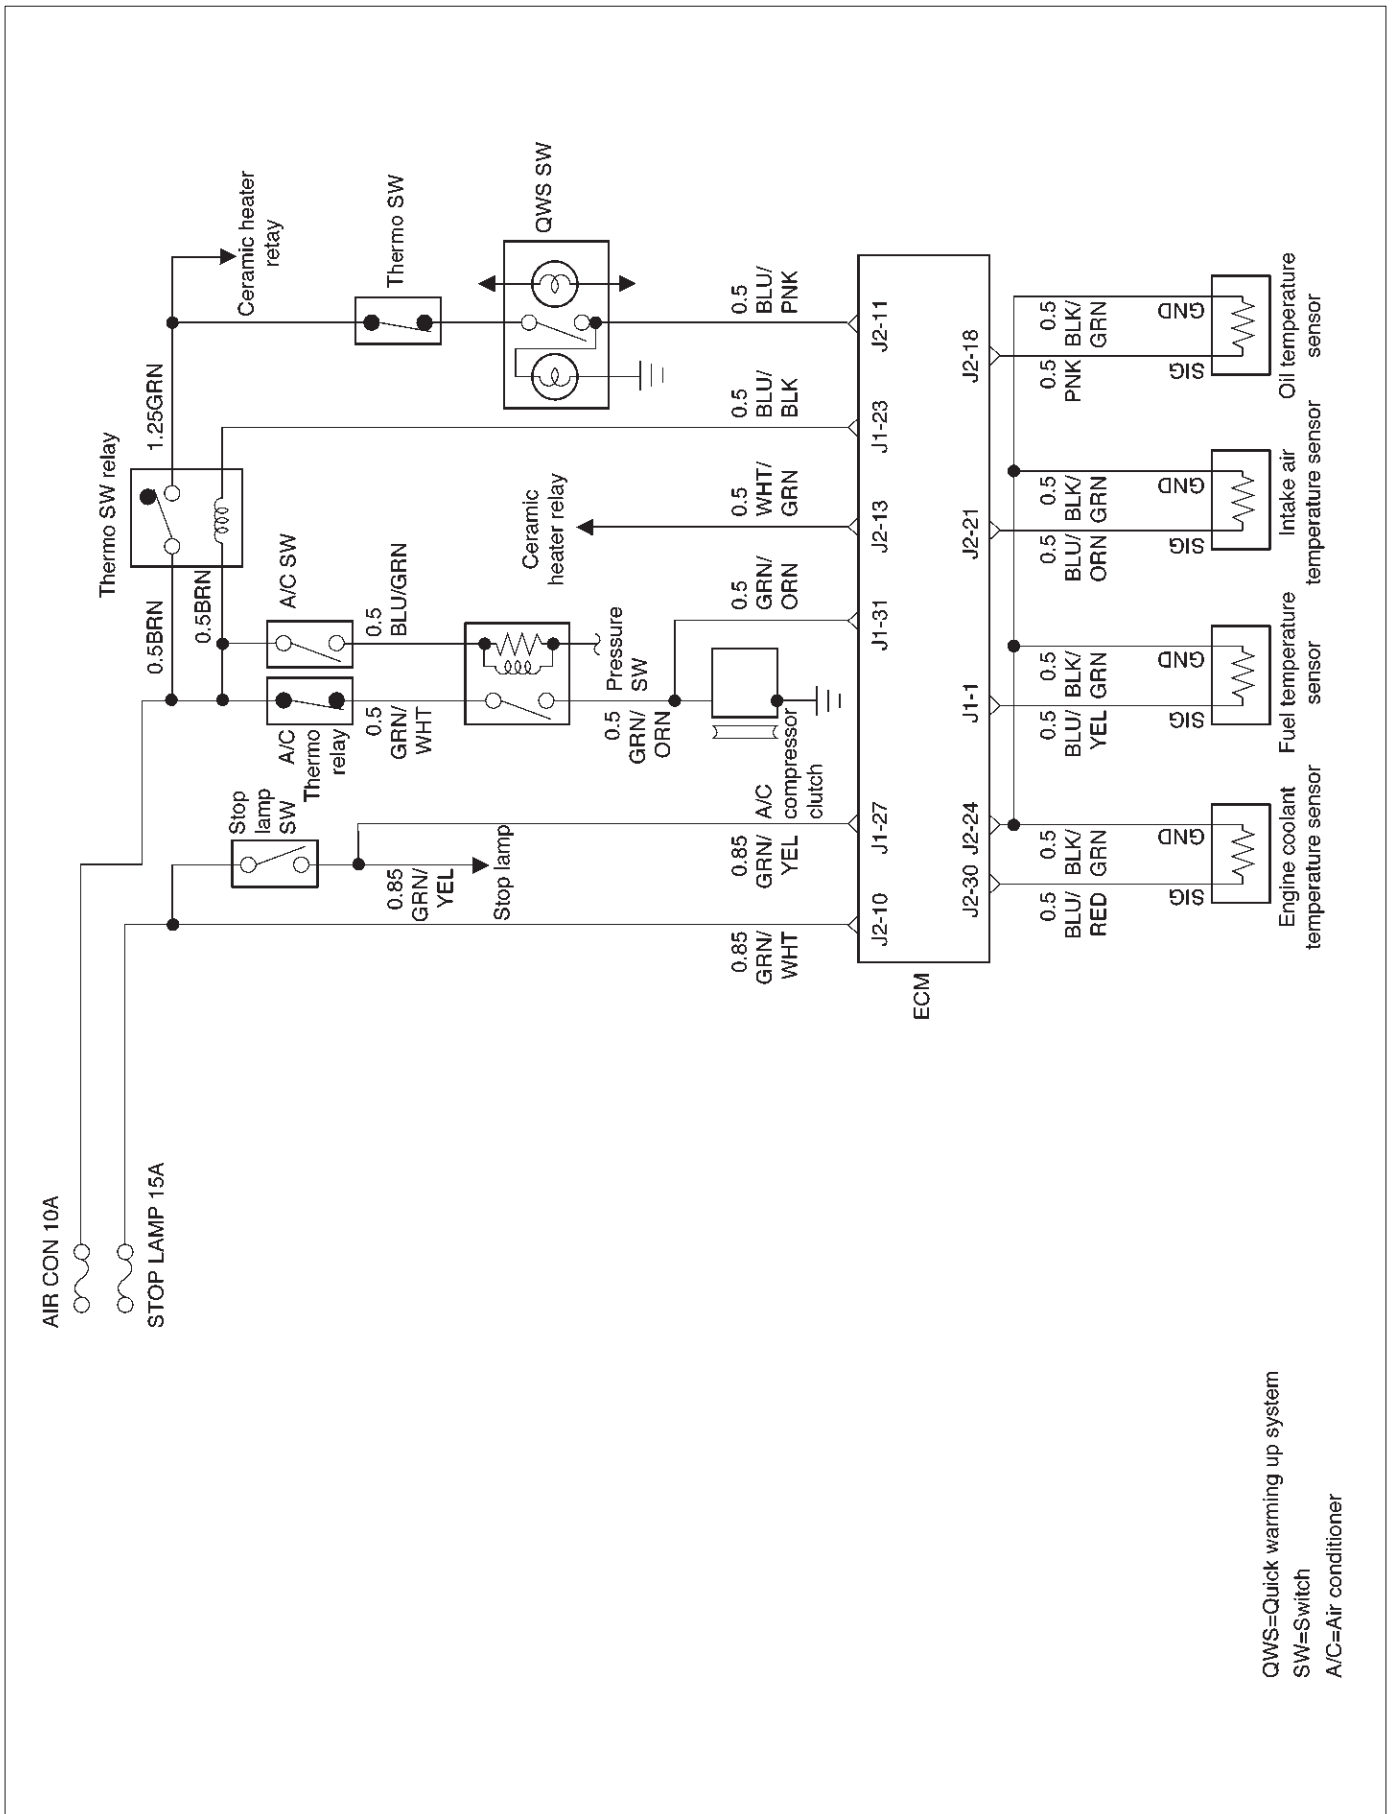 AIR CON 10A
STOP LAMP 15A
Thermo SW relay
0.5BRN
0.5BRN
1.25GRN
Ceramic heater
retay
Thermo SW
QWS SW
A/C SW
0.5
BLU/GRN
A/C
Thermo
relay
0.5
GRN/
WHT
Stop
lamp
SW
0.85
GRN/
YEL
Stop lamp
Pressure
SW
0.5
GRN/
ORN
Ceramic
heater relay
A/C
compressor
clutch
0.85
GRN/
WHT
0.85
GRN/
YEL
0.5
GRN/
ORN
0.5
WHT/
GRN
0.5
BLU/
BLK
0.5
BLU/
PNK
J2-10
J1-27
J1-31
J2-13
J1-23
J2-11
ECM
J2-30
J2-24
J1-1
J2-21
J2-18
0.5
BLU/
RED
0.5
BLK/
GRN
0.5
BLU/
YEL
0.5
BLK/
GRN
0.5
BLU/
ORN
0.5
BLK/
GRN
0.5
PNK
0.5
BLK/
GRN
SIG
GND
SIG
GND
SIG
GND
SIG
GND
Engine coolant
temperature sensor
Fuel temperature
sensor
Intake air
temperature sensor
Oil temperature
sensor
QWS=Quick warming up system
SW=Switch
A/C=Air conditioner